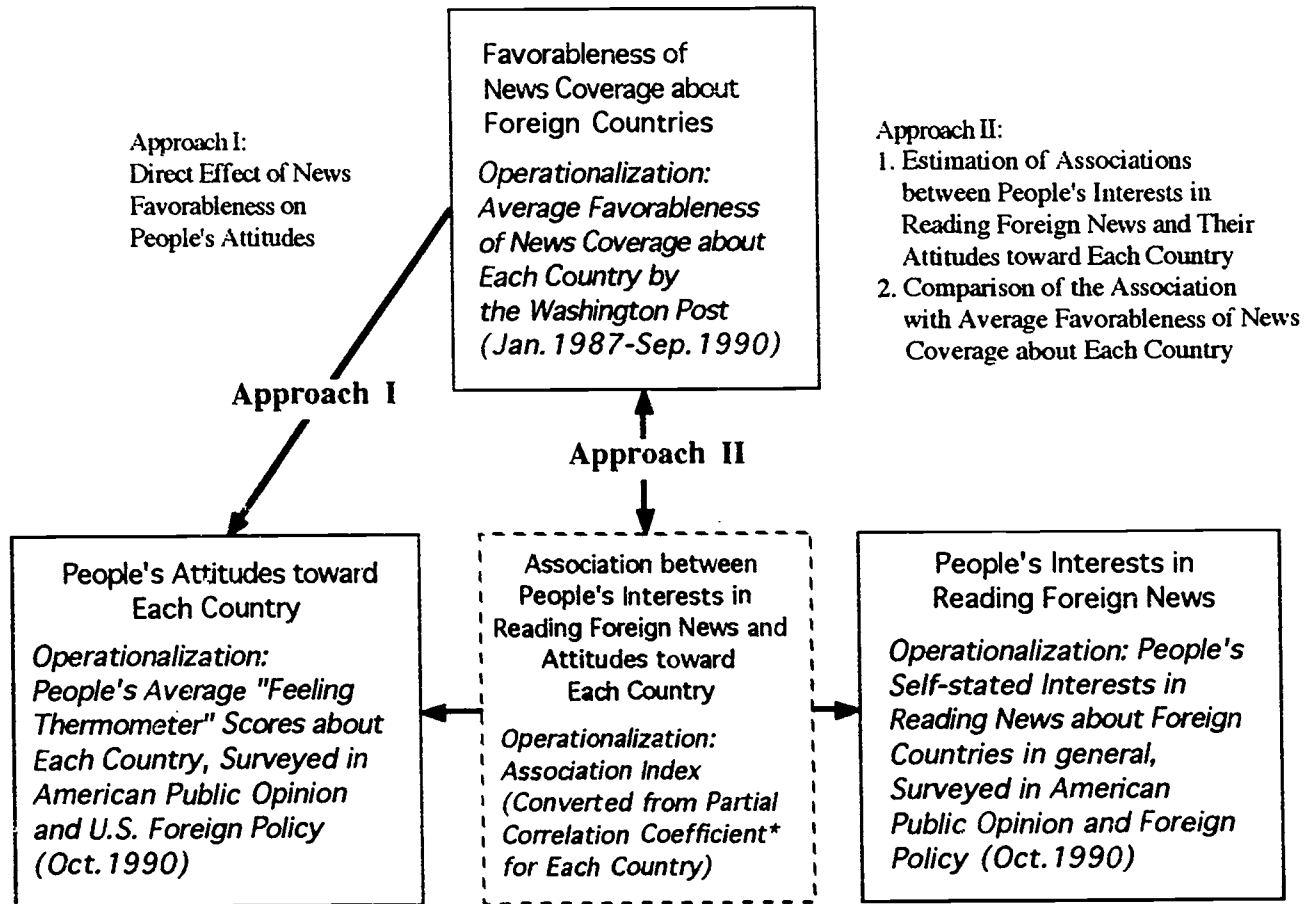 Favorableness of
News Coverage about
Foreign Countries
Operationalization:
Average Favorableness
of News Coverage about
Each Country by
the Washington Post
(Jan. 1987-Sep. 1990)
Approach I:
Direct Effect of News
Favorableness on
People's Attitudes
Approach II:
1. Estimation of Associations
between People's Interests in
Reading Foreign News and Their
Attitudes toward Each Country
2. Comparison of the Association
with Average Favorableness of News
Coverage about Each Country
Approach I
Approach II
People's Attitudes toward
Each Country
Operationalization:
People's Average "Feeling
Thermometer" Scores about
Each Country, Surveyed in
American Public Opinion
and U.S. Foreign Policy
(Oct. 1990)
Association between
People's Interests in
Reading Foreign News and
Attitudes toward
Each Country
Operationalization:
Association Index
(Converted from Partial
Correlation Coefficient*
for Each Country)
People's Interests in
Reading Foreign News
Operationalization: People's
Self-stated Interests in
Reading News about Foreign
Countries in general,
Surveyed in American
Public Opinion and Foreign
Policy (Oct. 1990)